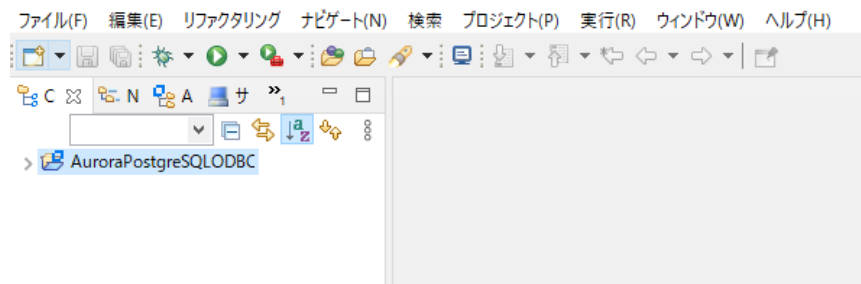 ファイル(F) 編集(E) リファクタリング ナビゲート(N) 検索 プロジェクト(P) 実行(R) ウィンドウ(W) ヘルプ(H)
C N A サ »1
AuroraPostgreSQLODBC